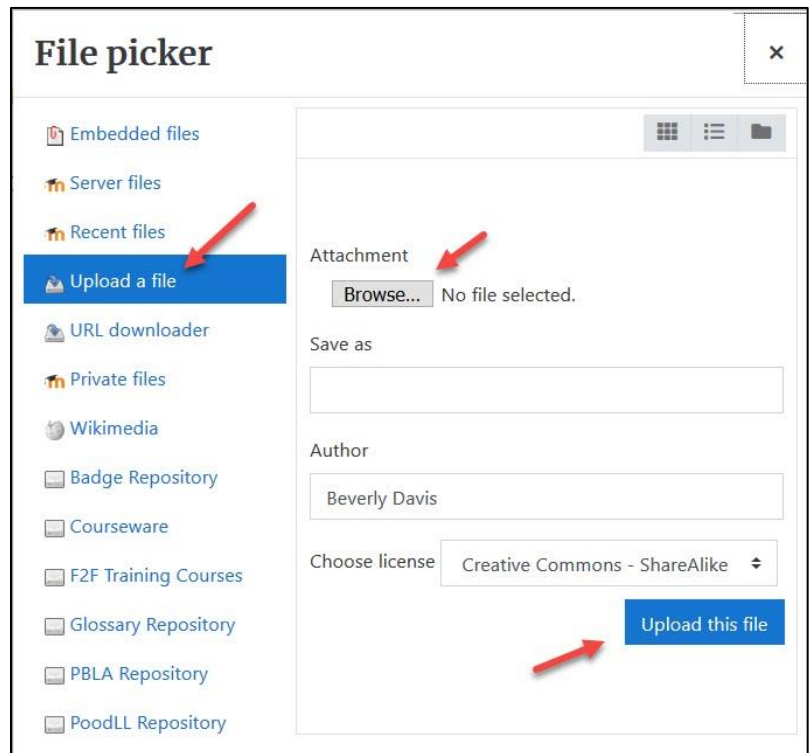 File picker
×
Embedded files
Server files
Recent files
Upload a file
URL downloader
Private files
Wikimedia
Badge Repository
Courseware
F2F Training Courses
Glossary Repository
PBLA Repository
PoodLL Repository
Attachment
Browse... No file selected.
Save as
Author
Beverly Davis
Choose license Creative Commons - ShareAlike
Upload this file